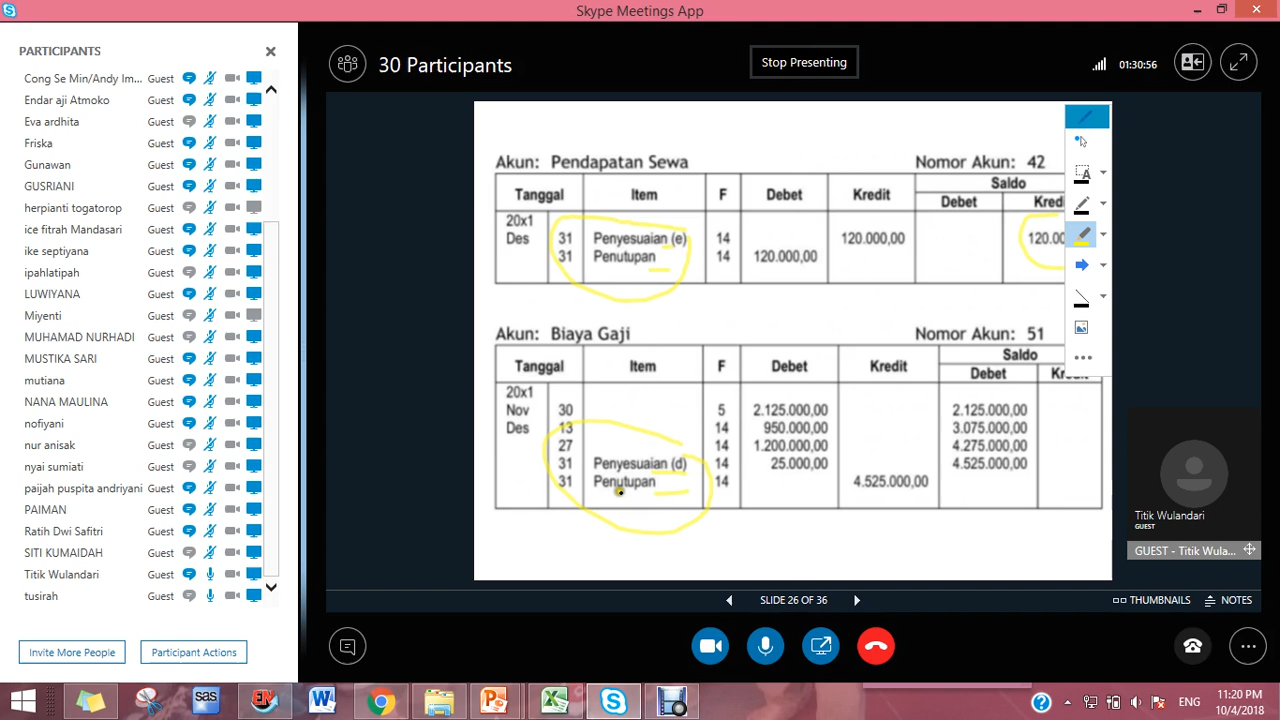 Skype Meetings App
PARTICIPANTS
Cong Se Min/Andy Im... Guest
Endar aji Atmoko Guest
Eva ardhita Guest
Friska Guest
Gunawan Guest
GUSRIANI Guest
herpianti togatorop Guest
ice fitrah Mandasari Guest
ike septiyana Guest
ipahlatipah Guest
LUWIYANA Guest
Miyenti Guest
MUHAMAD NURHADI Guest
MUSTIKA SARI Guest
mutiana Guest
NANA MAULINA Guest
nofiyani Guest
nur anisak Guest
nyai sumiati Guest
paijah puspita andriyani Guest
PAIMAN Guest
Ratih Dwi Safitri Guest
SITI KUMAIDAH Guest
Titik Wulandari Guest
tusirah Guest
Invite More People Participant Actions
30 Participants
Stop Presenting
01:30:56
Akun: Pendapatan Sewa Nomor Akun: 42
Tanggal Item F Debet Kredit Saldo
Debet Kredi
20x1
Des 31 Penyesuaian (e) 14 120.000,00 120.00
31 Penutupan 14 120.000,00
Akun: Biaya Gaji Nomor Akun: 51
Tanggal Item F Debet Kredit Saldo
Debet
20x1
Nov 30 5 2.125.000,00 2.125.000,00
Des 13 14 950.000,00 3.075.000,00
27 14 1.200.000,00 4.275.000,00
31 Penyesuaian (d) 14 25.000,00 4.525.000,00
31 Penutupan 14 4.525.000,00
Titik Wulandari
GUEST
GUEST - Titik Wula...
SLIDE 26 OF 36
THUMBNAILS NOTES
sas
EN
ENG
11:20 PM
10/4/2018